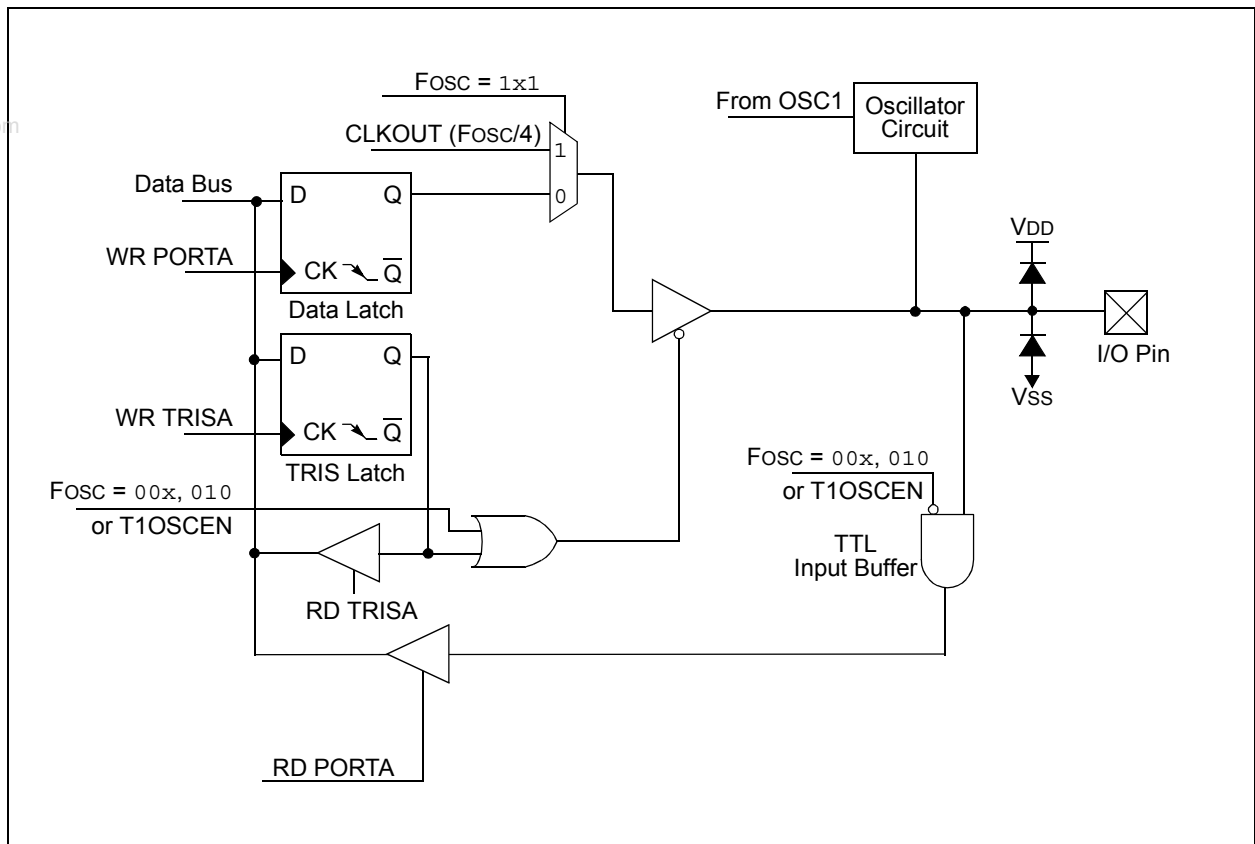 FOSC = 1x1
CLKOUT (FOSC/4)
1
0
From OSC1
Oscillator
Circuit
om
Data Bus
D
Q
WR PORTA
CK
Q
Data Latch
VDD
I/O Pin
VSS
D
Q
WR TRISA
CK
Q
TRIS Latch
FOSC = 00x, 010
or T1OSCEN
FOSC = 00x, 010
or T1OSCEN
TTL
Input Buffer
RD TRISA
RD PORTA